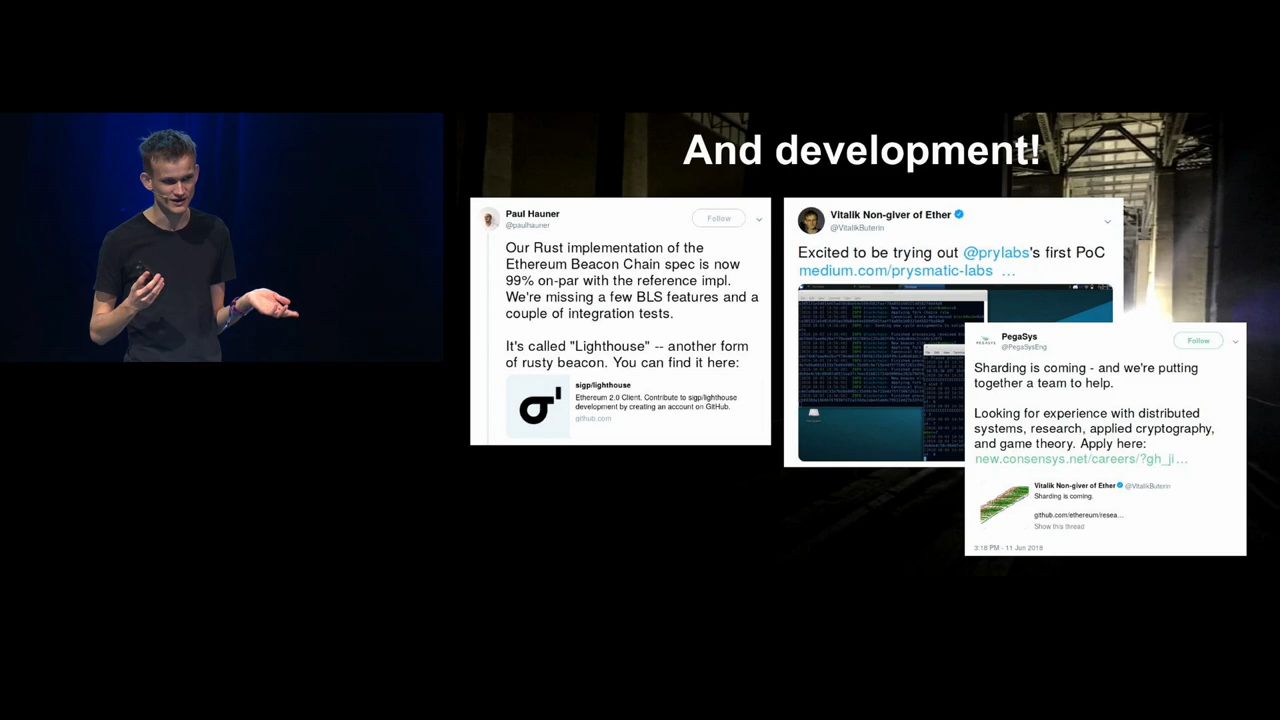 And development!
Paul Hauner
@paulhauner
Follow
Our Rust implementation of the
Ethereum Beacon Chain spec is now
99% on-par with the reference impl.
We're missing a few BLS features and a
couple of integration tests.
It's called "Lighthouse" -- another form
of rusty beacon. You can find it here:
sigp/lighthouse
Ethereum 2.0 Client. Contribute to sigp/lighthouse
development by creating an account on GitHub.
github.com
Vitalik Non-giver of Ether
@VitalikButerin
Excited to be trying out @prylabs's first PoC
medium.com/prysmatic-labs …
PegaSys
@PegaSysEng
Follow
Sharding is coming - and we're putting
together a team to help.
Looking for experience with distributed
systems, research, applied cryptography,
and game theory. Apply here:
new.consensys.net/careers/?gh_ji…
Vitalik Non-giver of Ether @VitalikButerin
Sharding is coming.
github.com/ethereum/resea…
Show this thread
3:18 PM - 11 Jun 2018